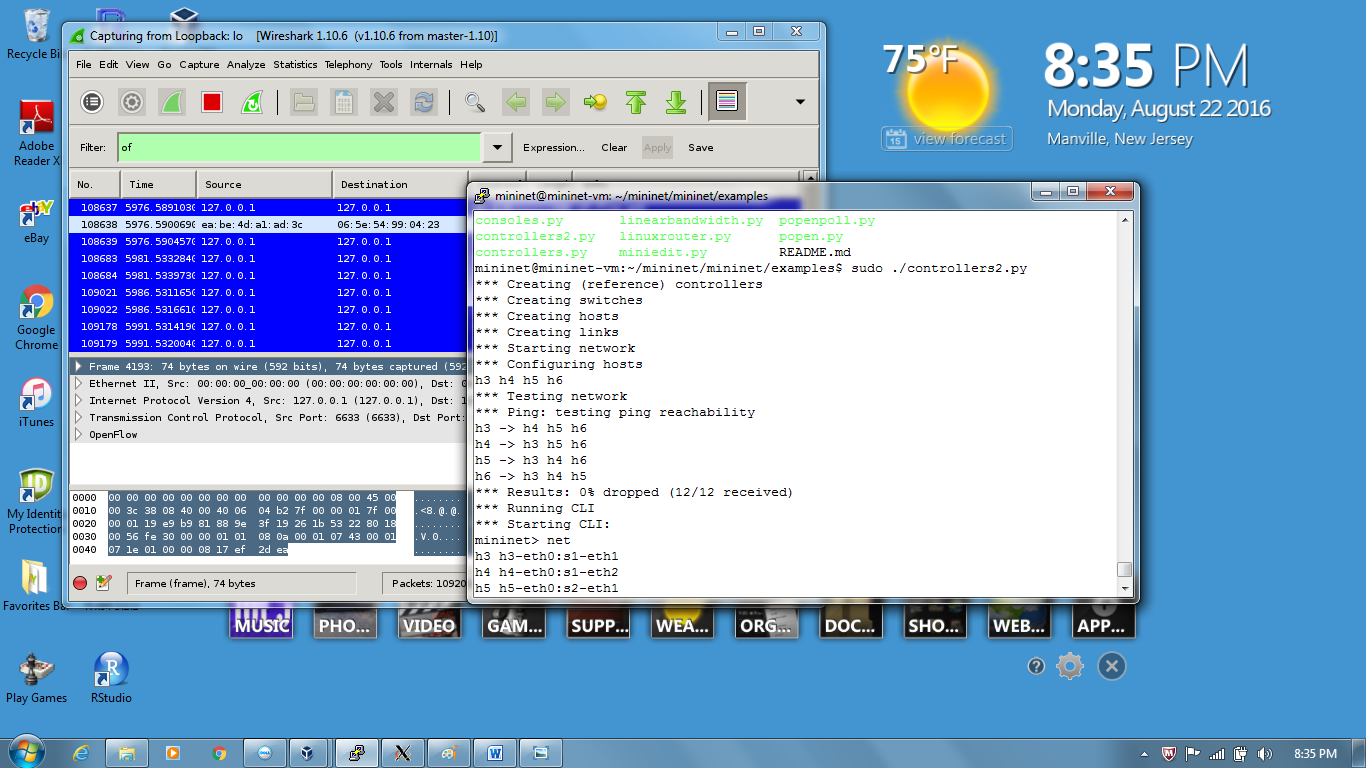 Recycle Bi
Adobe
Reader X
eBay
Google
Chrome
iTunes
My Identit
Protection
Favorites Ba
Play Games
RStudio
Capturing from Loopback: lo [Wireshark 1.10.6 (v1.10.6 from master-1.10)]
File Edit View Go Capture Analyze Statistics Telephony Tools Internals Help
Filter: of Expression... Clear Apply Save
No. Time Source Destination
108637 5976.5891030 127.0.0.1 127.0.0.1
108638 5976.5900690 ea:be:4d:a1:ad:3c 06:5e:54:99:04:23
108639 5976.5904570 127.0.0.1 127.0.0.1
108683 5981.5332840 127.0.0.1 127.0.0.1
108684 5981.5339730 127.0.0.1 127.0.0.1
109021 5986.5311650 127.0.0.1 127.0.0.1
109022 5986.5316610 127.0.0.1 127.0.0.1
109178 5991.5314190 127.0.0.1 127.0.0.1
109179 5991.5320040 127.0.0.1 127.0.0.1
Frame 4193: 74 bytes on wire (592 bits), 74 bytes captured (592
Ethernet II, Src: 00:00:00_00:00:00 (00:00:00:00:00:00), Dst: 0
Internet Protocol Version 4, Src: 127.0.0.1 (127.0.0.1), Dst: 1
Transmission Control Protocol, Src Port: 6633 (6633), Dst Port:
OpenFlow
0000 00 00 00 00 00 00 00 00 00 00 00 00 08 00 45 00 ........
0010 00 3c 38 08 40 00 40 06 04 b2 7f 00 00 01 7f 00 .<8.@.@.
0020 00 01 19 e9 b9 81 88 9e 3f 19 26 1b 53 22 80 18 ........
0030 00 56 fe 30 00 00 01 01 08 0a 00 01 07 43 00 01 .V.0....
0040 07 1e 01 00 00 08 17 ef 2d ea ........
Frame (frame), 74 bytes Packets: 10920
mininet@mininet-vm: ~/mininet/mininet/examples
consoles.py linearbandwidth.py popenpoll.py
controllers2.py linuxrouter.py popen.py
controllers.py miniedit.py README.md
mininet@mininet-vm:~/mininet/mininet/examples$ sudo ./controllers2.py
*** Creating (reference) controllers
*** Creating switches
*** Creating hosts
*** Creating links
*** Starting network
*** Configuring hosts
h3 h4 h5 h6
*** Testing network
*** Ping: testing ping reachability
h3 -> h4 h5 h6
h4 -> h3 h5 h6
h5 -> h3 h4 h6
h6 -> h3 h4 h5
*** Results: 0% dropped (12/12 received)
*** Running CLI
*** Starting CLI:
mininet> net
h3 h3-eth0:s1-eth1
h4 h4-eth0:s1-eth2
h5 h5-eth0:s2-eth1
75°F
15 view forecast
8:35 PM
Monday, August 22 2016
Manville, New Jersey
MUSIC PHO... VIDEO GAM... SUPP... WEA... ORG... DOC... SHO... WEB... APP...
8:35 PM